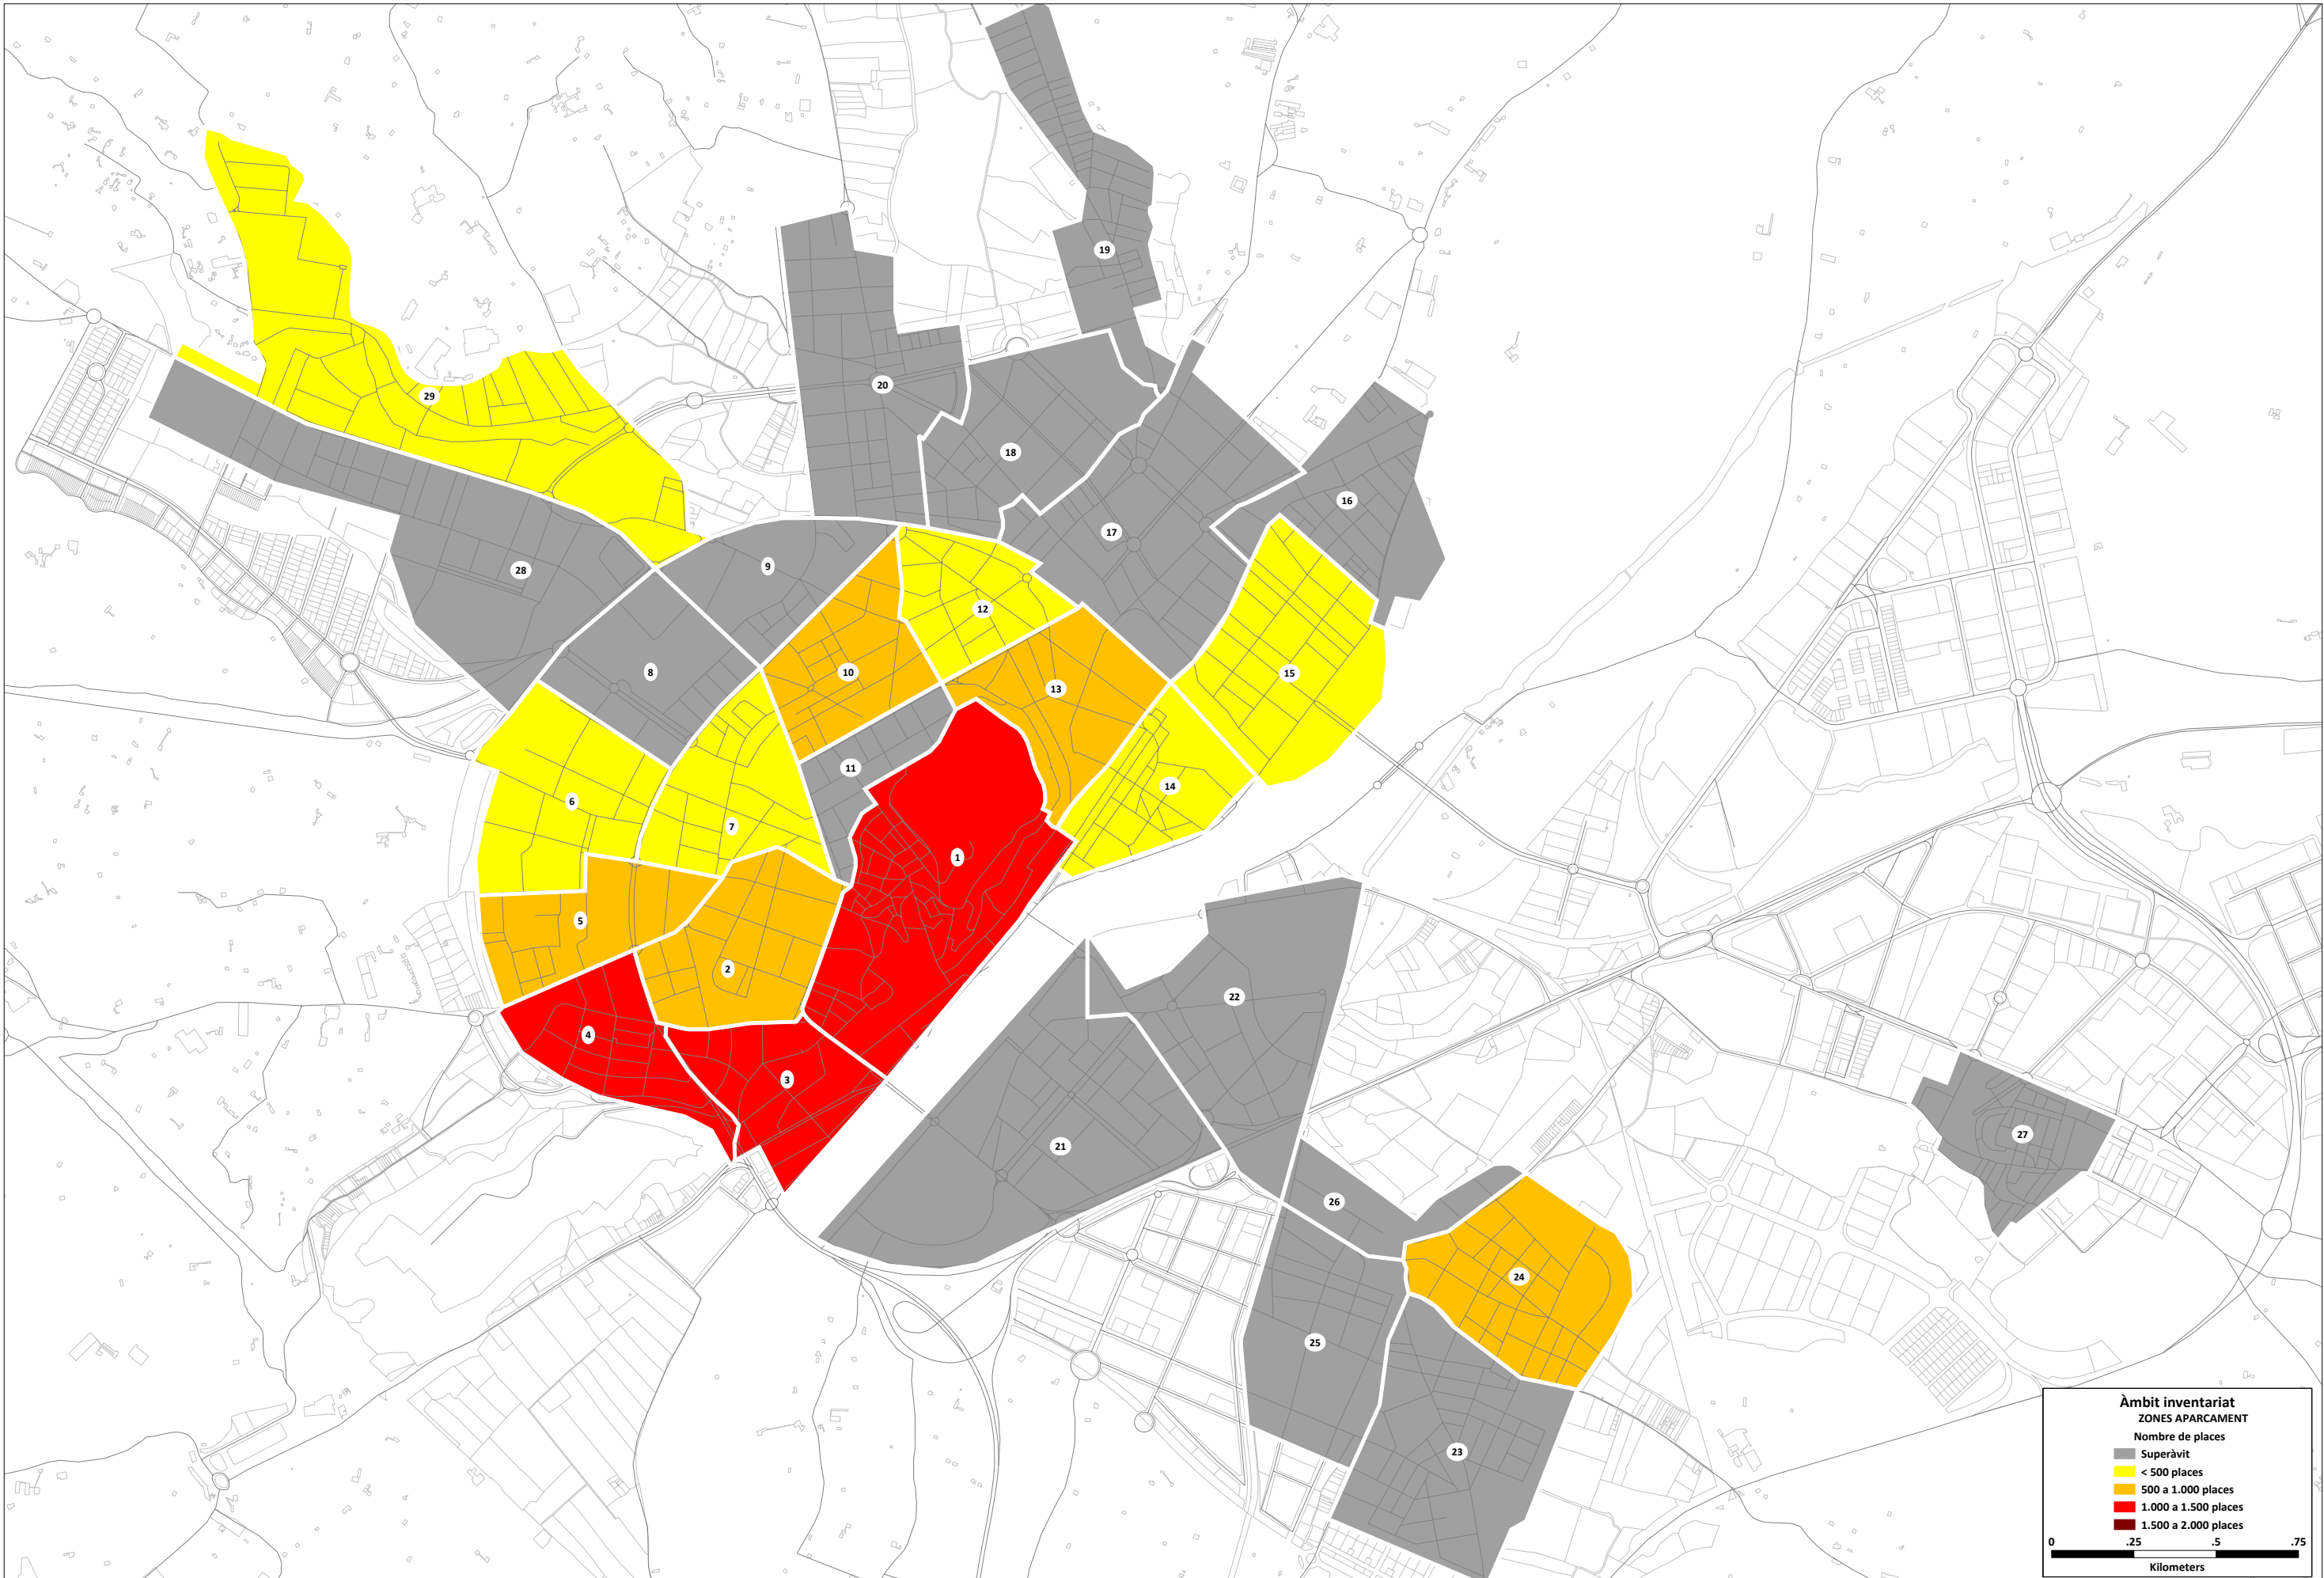 19
20
29
18
16
17
28
9
12
8
10
15
13
11
14
6
7
1
5
2
22
4
3
27
21
26
24
25
23
Àmbit inventariat
ZONES APARCAMENT
Nombre de places
Superàvit
< 500 places
500 a 1.000 places
1.000 a 1.500 places
1.500 a 2.000 places
0 .25 .5 .75
Kilometers